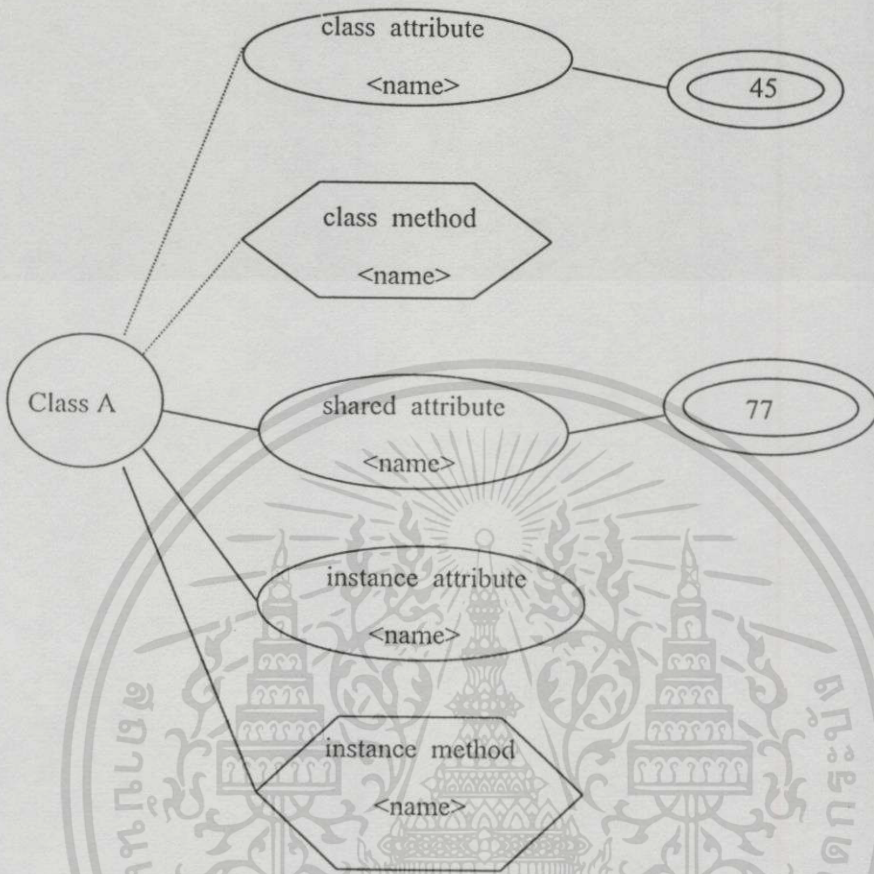 class attribute
<name>
45
class method
<name>
Class A
shared attribute
<name>
77
instance attribute
<name>
instance method
<name>